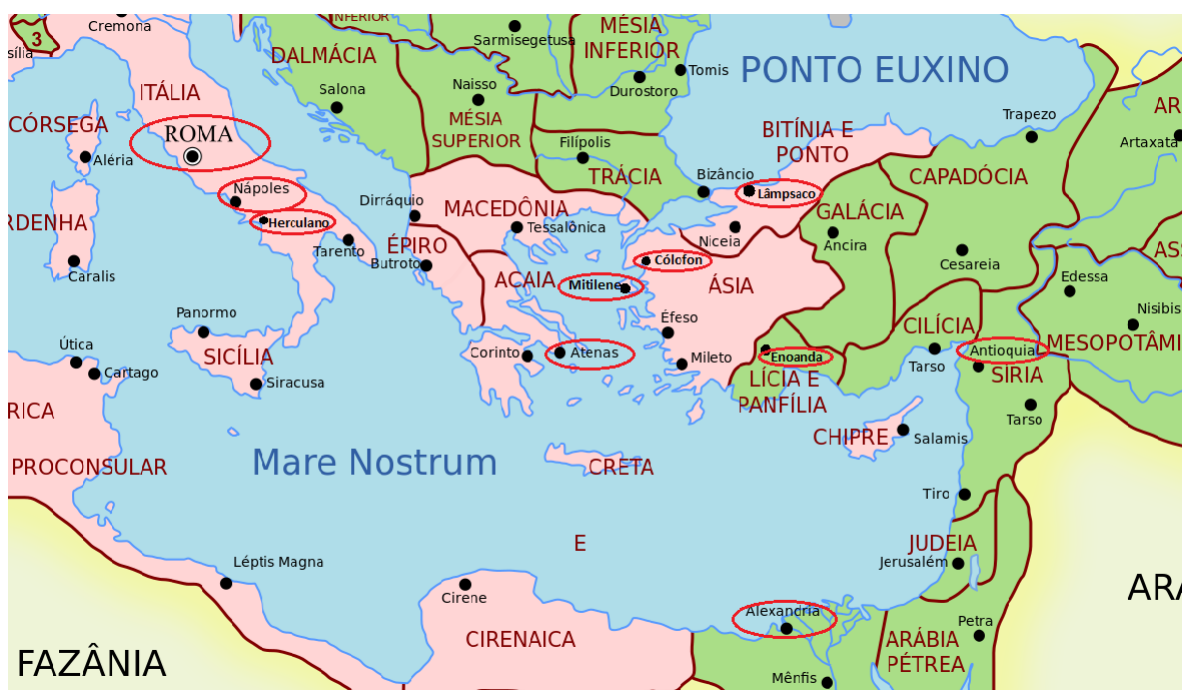 Cremona
INFERIOR
Sarmisegetusa
MÉSIA
INFERIOR
3
sília
DALMÁCIA
Tomis
PONTO EUXINO
Durostoro
ITÁLIA
Salona
Naisso
MÉSIA
SUPERIOR
Trapezo
AR
CÓRSEGA
ROMA
Aléria
Filípolis
TRÁCIA
BITÍNIA E
PONTO
Artaxata
Bizâncio
Lâmpsaco
CAPADÓCIA
Nápoles
Herculano
Dirráquio
MACEDÔNIA
Tessalônica
GALÁCIA
RDENHA
Tarento
ÉPIRO
Butroto
Niceia
Ancira
Cólofon
Cesareia
ASS
Caralis
ACAIA
Mitilene
ÁSIA
Edessa
Nisibis
Panormo
Éfeso
CILÍCIA
MESOPOTÂMI
Útica
SICÍLIA
Corinto
Atenas
Mileto
Enoanda
Tarso
Antioquia
Cartago
Siracusa
LÍCIA E
PANFÍLIA
SÍRIA
RICA
PROCONSULAR
Tarso
CHIPRE
Salamis
Mare Nostrum
CRETA
Tiro
E
JUDEIA
Jerusalém
Léptis Magna
Cirene
ARA
Alexandria
CIRENAICA
ARÁBIA
PÉTREA
Petra
FAZÂNIA
Mênfis